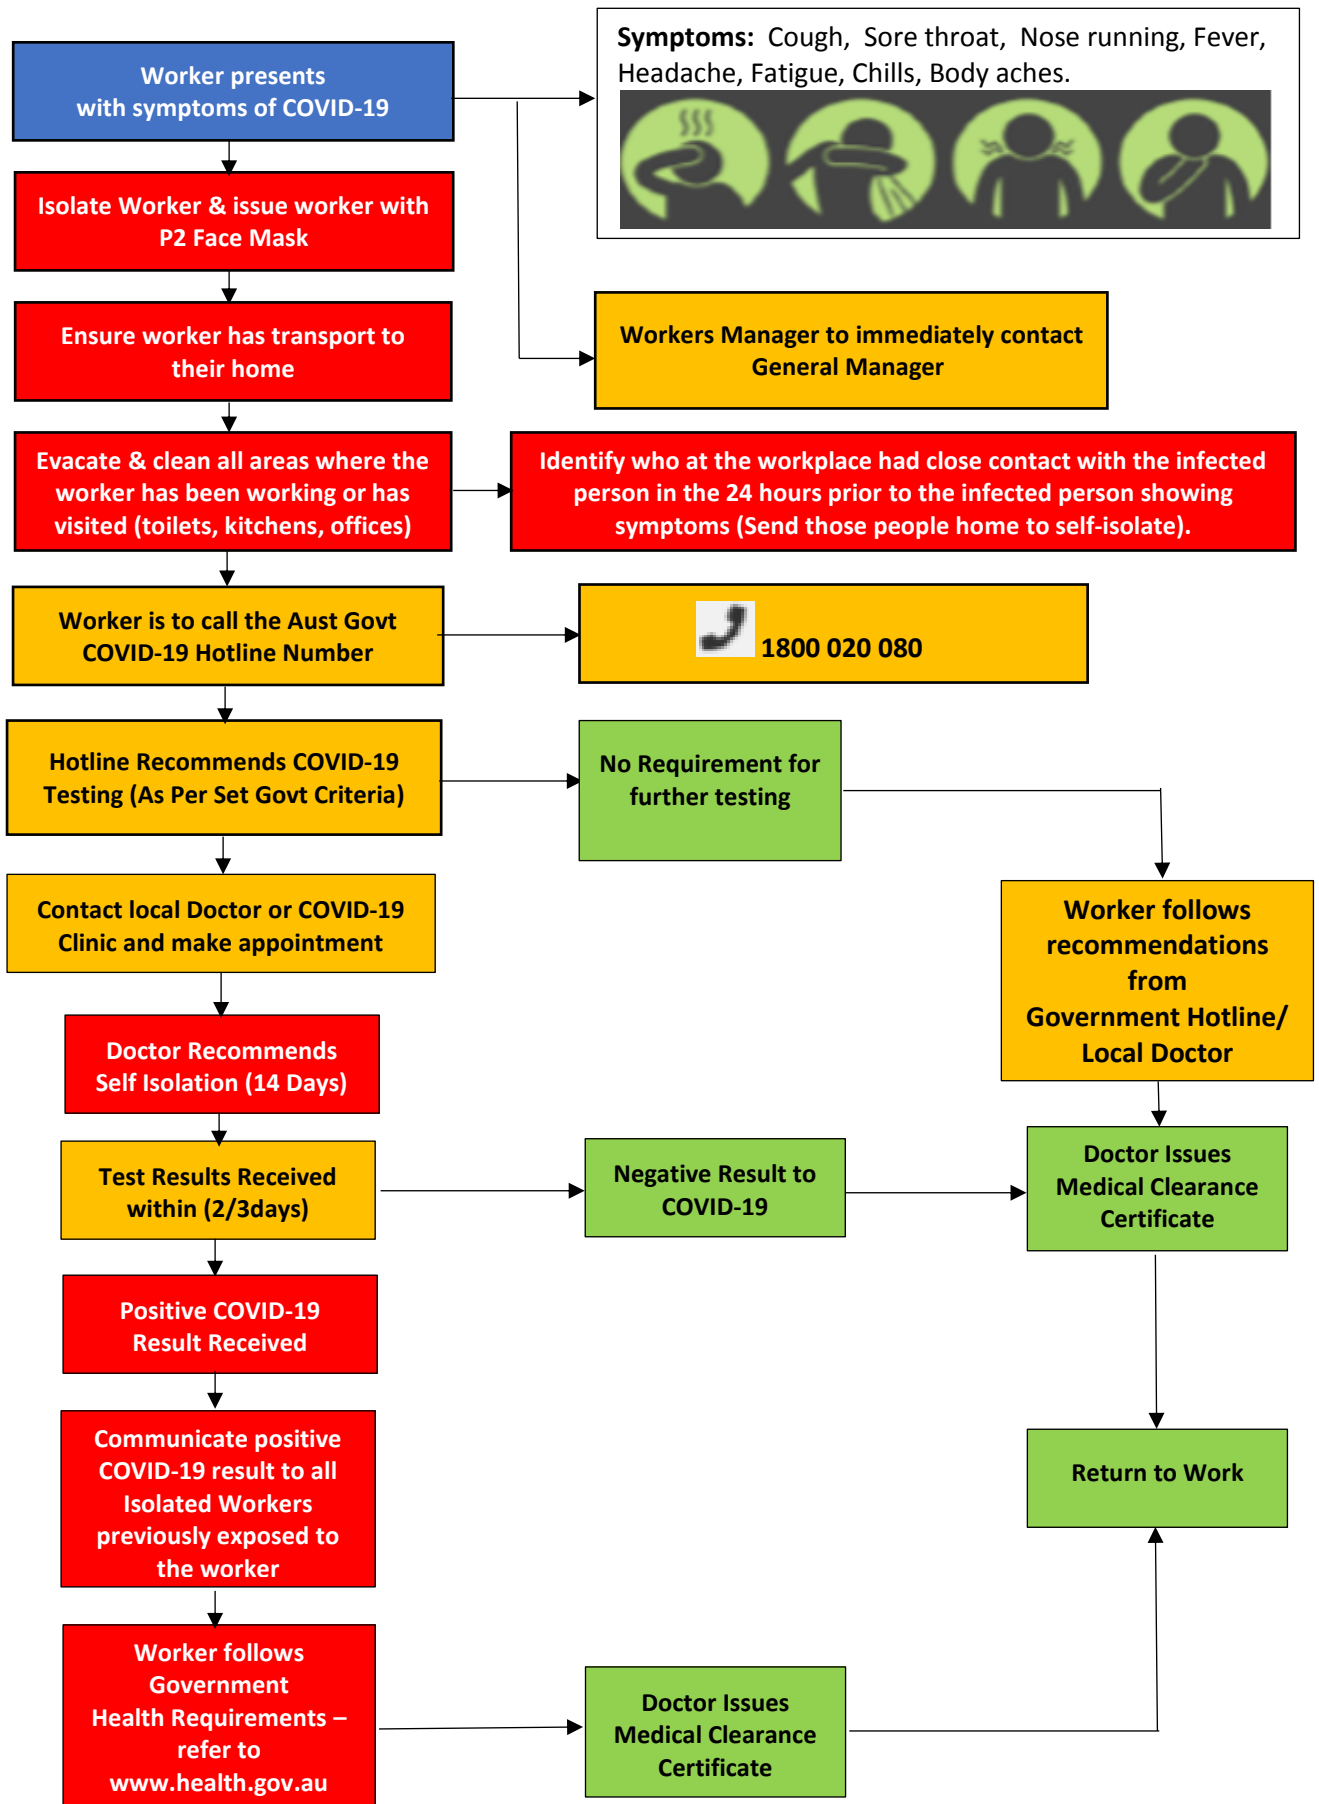 Worker presents
with symptoms of COVID-19
Symptoms: Cough, Sore throat, Nose running, Fever,
Headache, Fatigue, Chills, Body aches.
Isolate Worker & issue worker with
P2 Face Mask
Ensure worker has transport to
their home
Workers Manager to immediately contact
General Manager
Evacate & clean all areas where the
worker has been working or has
visited (toilets, kitchens, offices)
Identify who at the workplace had close contact with the infected
person in the 24 hours prior to the infected person showing
symptoms (Send those people home to self-isolate).
Worker is to call the Aust Govt
COVID-19 Hotline Number
1800 020 080
Hotline Recommends COVID-19
Testing (As Per Set Govt Criteria)
No Requirement for
further testing
Contact local Doctor or COVID-19
Clinic and make appointment
Worker follows
recommendations
from
Government Hotline/
Local Doctor
Doctor Recommends
Self Isolation (14 Days)
Test Results Received
within (2/3days)
Negative Result to
COVID-19
Doctor Issues
Medical Clearance
Certificate
Positive COVID-19
Result Received
Communicate positive
COVID-19 result to all
Isolated Workers
previously exposed to
the worker
Return to Work
Worker follows
Government
Health Requirements –
refer to
www.health.gov.au
Doctor Issues
Medical Clearance
Certificate